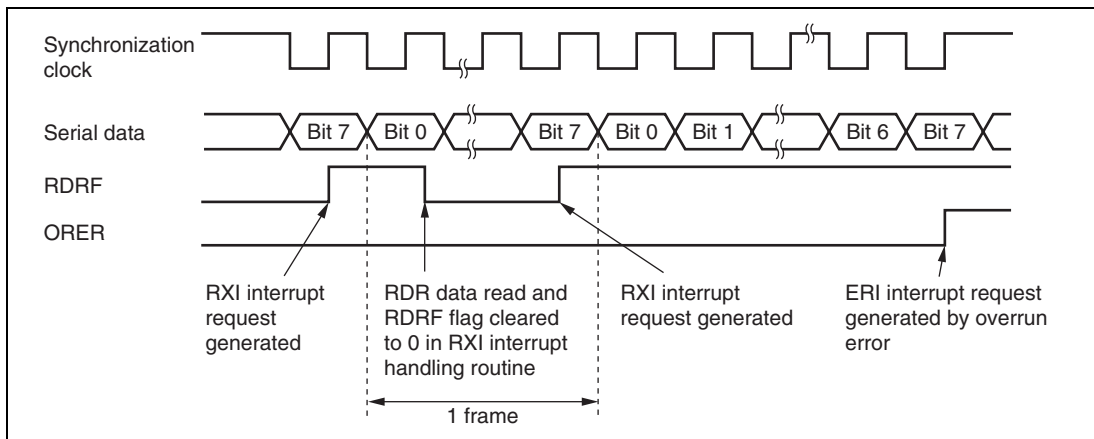 Synchronization
clock
Serial data
Bit 7
Bit 0
Bit 7
Bit 0
Bit 1
Bit 6
Bit 7
RDRF
ORER
RXI interrupt
request
generated
RDR data read and
RDRF flag cleared
to 0 in RXI interrupt
handling routine
RXI interrupt
request generated
ERI interrupt request
generated by overrun
error
1 frame